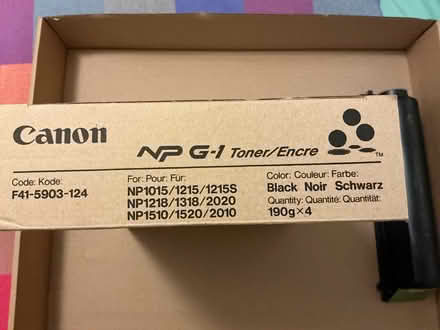 Canon
NP G-1 Toner/Encre
TM
Code: Kode:
F41-5903-124
For: Pour: Für:
NP1015/1215/1215S
NP1218/1318/2020
NP1510/1520/2010
Color: Couleur: Farbe:
Black Noir Schwarz
Quantity: Quantité: Quantität:
190g×4